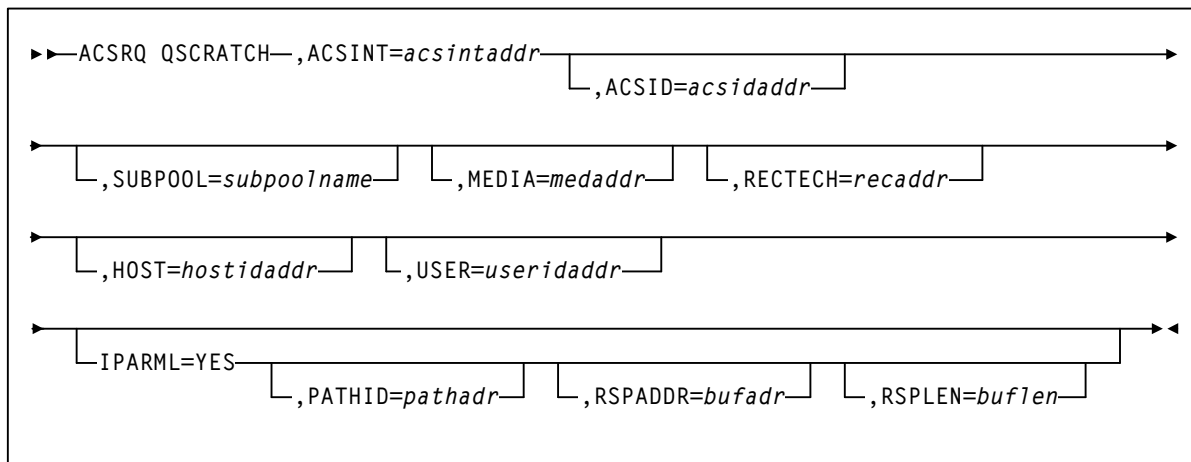 ACSRQ QSCRATCH ,ACSINT=acsintaddr
,ACSID=acsidaddr
,SUBPOOL=subpoolname ,MEDIA=medaddr ,RECTECH=recaddr
,HOST=hostidaddr ,USER=useridaddr
IPARML=YES
,PATHID=pathadr ,RSPADDR=bufadr ,RSPLEN=buflen